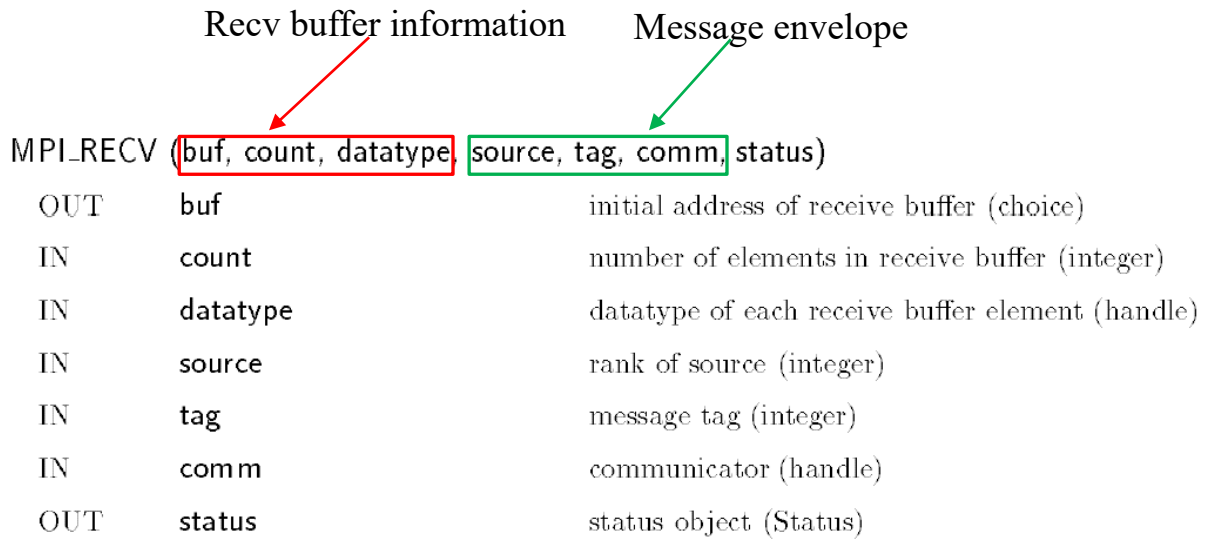 Recv buffer information Message envelope
MPI_RECV (buf, count, datatype, source, tag, comm, status)
OUT buf initial address of receive buffer (choice)
IN count number of elements in receive buffer (integer)
IN datatype datatype of each receive buffer element (handle)
IN source rank of source (integer)
IN tag message tag (integer)
IN comm communicator (handle)
OUT status status object (Status)